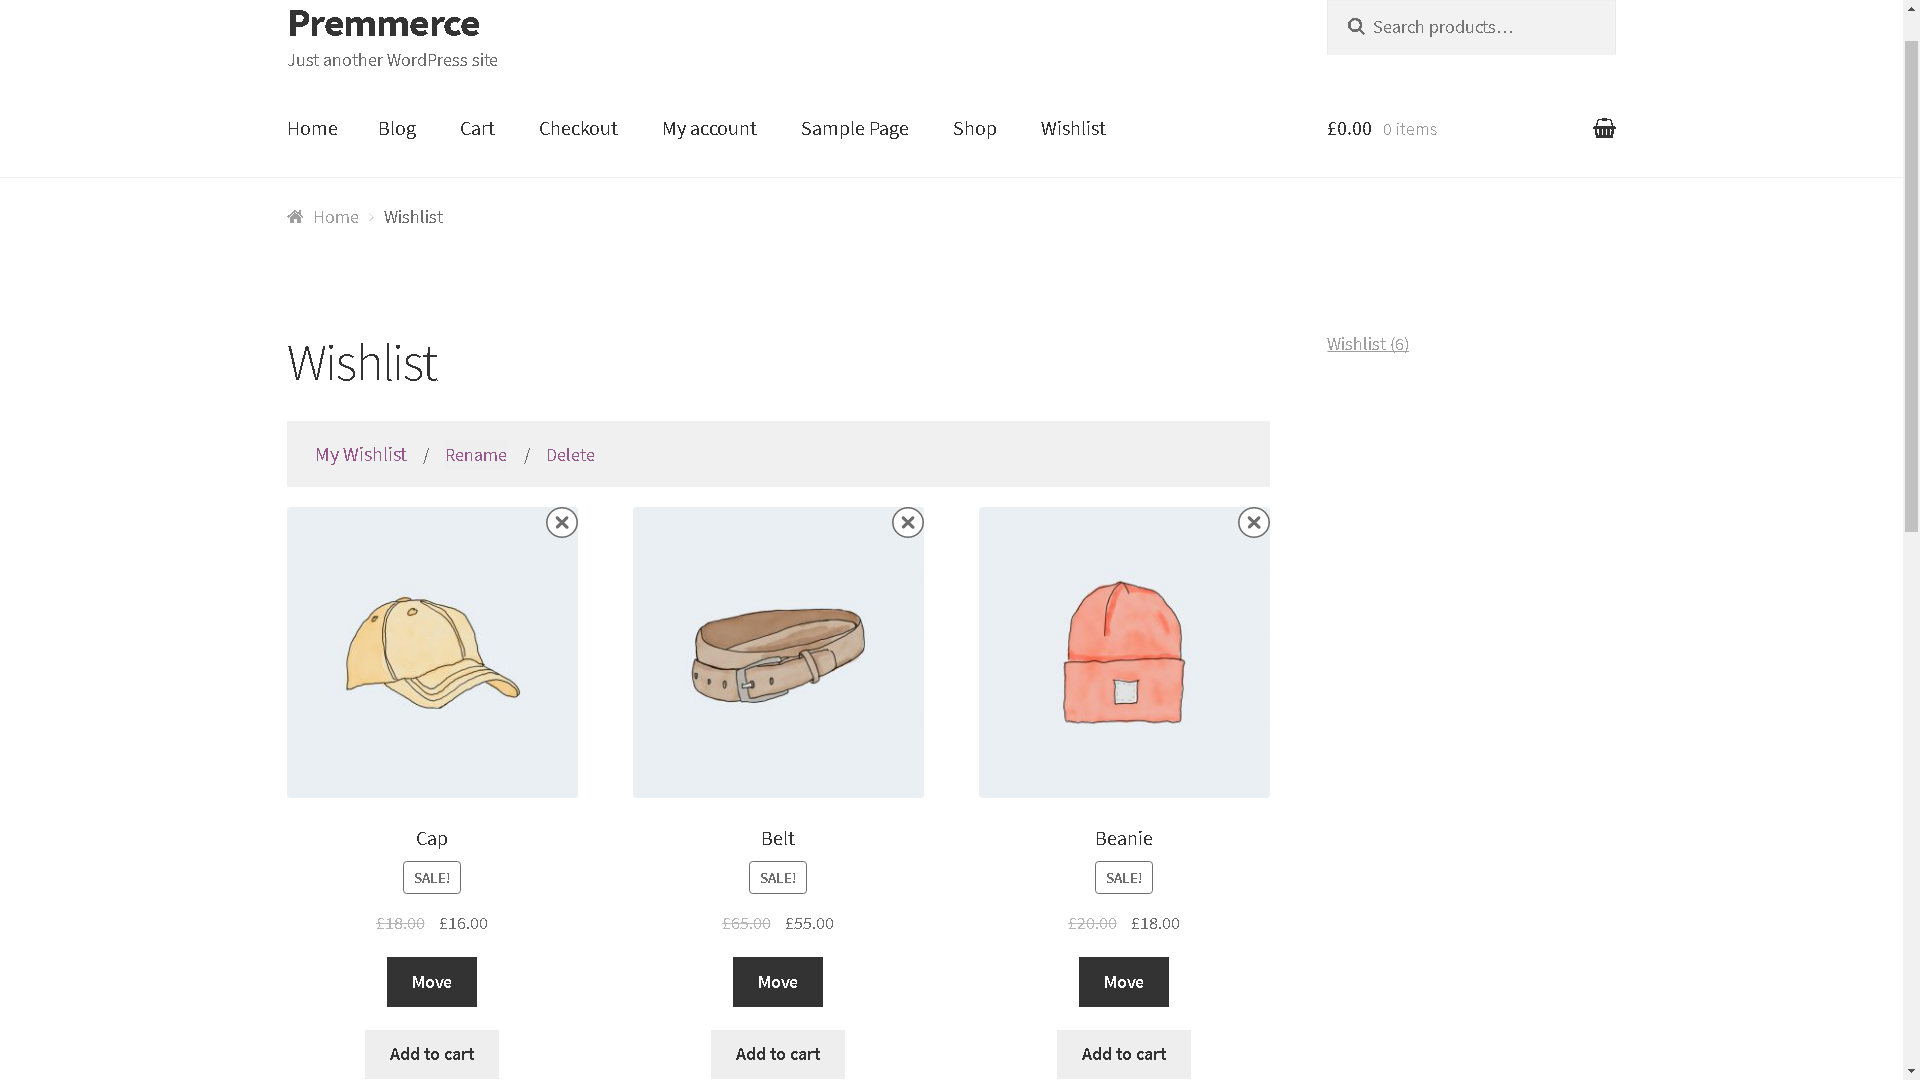 Premmerce
Just another WordPress site
Search products...
Home
Blog
Cart
Checkout
My account
Sample Page
Shop
Wishlist
£0.00 0 items
Home
Wishlist
Wishlist
Wishlist (6)
My Wishlist / Rename / Delete
Cap
SALE!
£18.00 £16.00
Move
Add to cart
Belt
SALE!
£65.00 £55.00
Move
Add to cart
Beanie
SALE!
£20.00 £18.00
Move
Add to cart